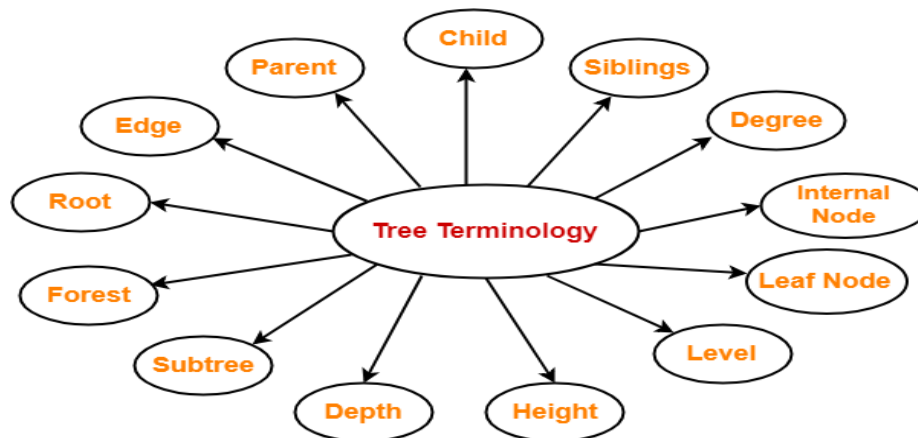 Child
Parent
Siblings
Edge
Degree
Root
Internal
Node
Tree Terminology
Forest
Leaf Node
Subtree
Level
Depth
Height